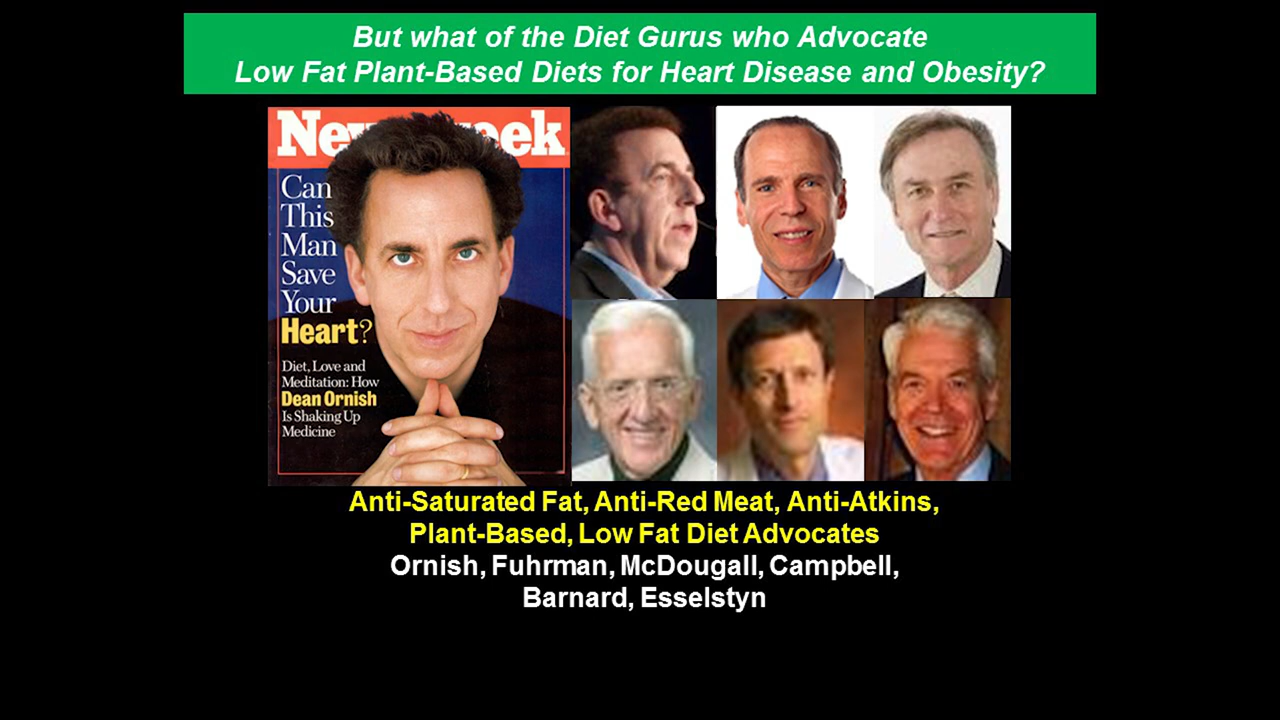 But what of the Diet Gurus who Advocate
Low Fat Plant-Based Diets for Heart Disease and Obesity?
New week
Can
This
Man
Save
Your
Heart?
Diet, Love and
Meditation: How
Dean Ornish
Is Shaking Up
Medicine
Anti-Saturated Fat, Anti-Red Meat, Anti-Atkins,
Plant-Based, Low Fat Diet Advocates
Ornish, Fuhrman, McDougall, Campbell,
Barnard, Esselstyn